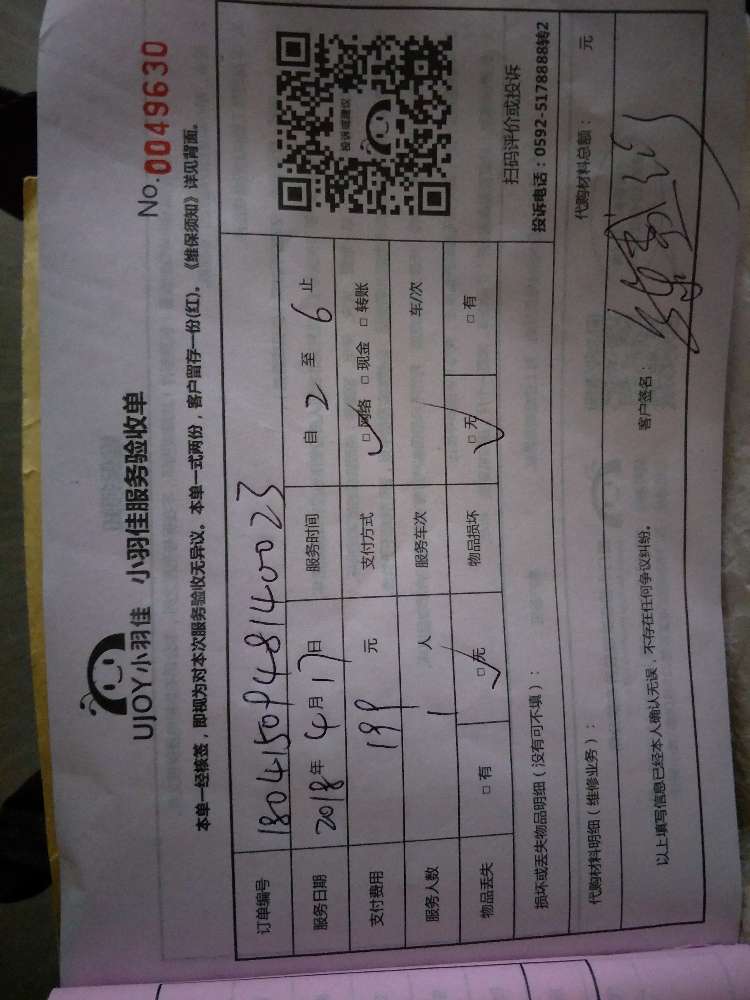 UJOY小羽佳 小羽佳服务验收单
No.0049630
本单一经核签，即视为对本次服务验收无异议。本单一式两份，客户留存一份(红)。《维保须知》详见背面。
订单编号 1804150948140023
服务日期 2018年4月17日 服务时间 自 2 至 6 止
支付费用 199 元 支付方式 □网络 □现金 □转账
服务人数 1 人 服务车次 车/次
物品丢失 □有 □无 物品损坏 □无 □有
投诉或建议
扫码评价或投诉
投诉电话：0592-5178888转2
损坏或丢失物品明细（没有可不填）：
代购材料明细（维修业务）： 代购材料总额： 元
以上填写信息已经本人确认无误，不存在任何争议纠纷。 客户签名：